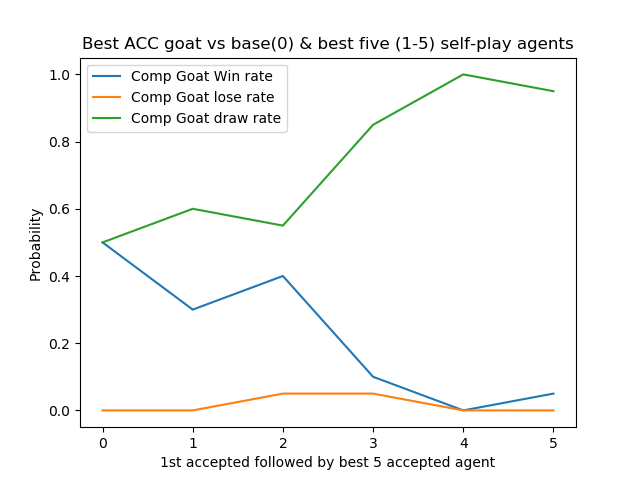 Best ACC goat vs base(0) & best five (1-5) self-play agents
Comp Goat Win rate
Comp Goat lose rate
Comp Goat draw rate
Probability
1.0
0.8
0.6
0.4
0.2
0.0
0 1 2 3 4 5
1st accepted followed by best 5 accepted agent